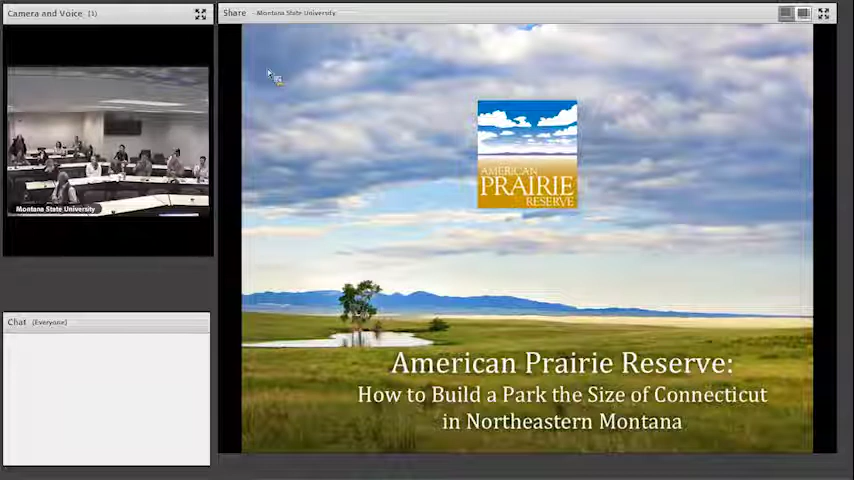 Camera and Voice (1)
Share - Montana State University
AMERICAN
PRAIRIE
RESERVE
Montana State University
Chat (Everyone)
American Prairie Reserve:
How to Build a Park the Size of Connecticut
in Northeastern Montana